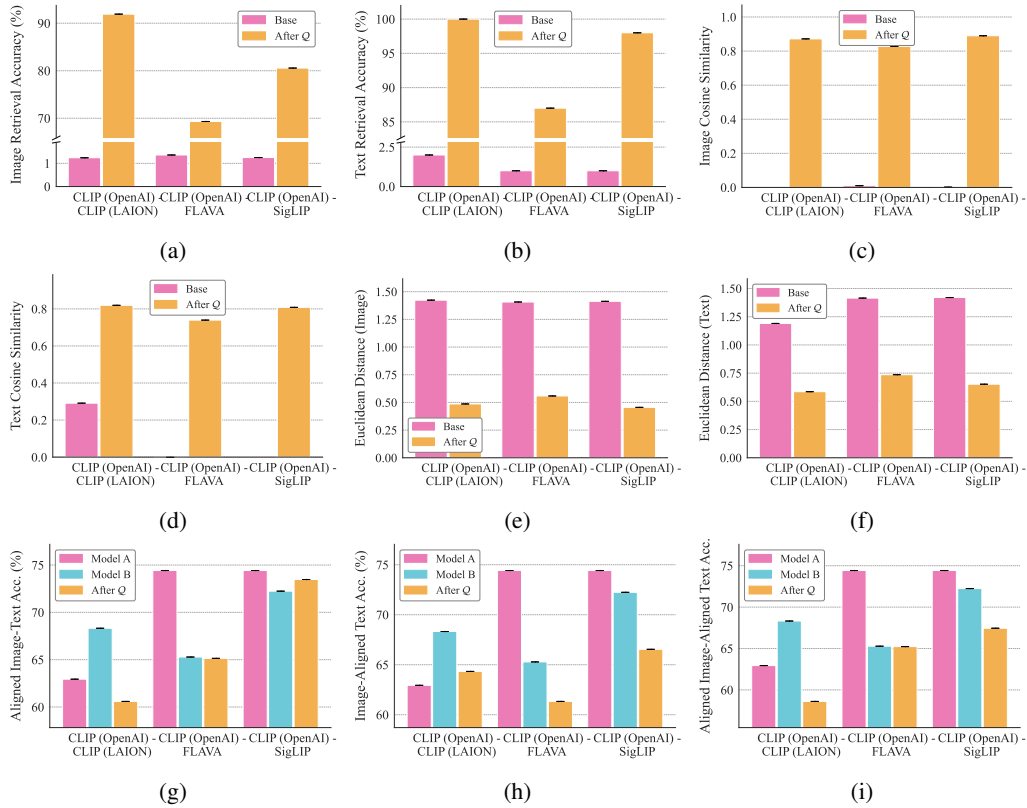 Image Retrieval Accuracy (%)
90
80
70
1
0
Base
After Q
CLIP (OpenAI) -
CLIP (LAION)
CLIP (OpenAI) -
FLAVA
CLIP (OpenAI) -
SigLIP
(a)
Text Retrieval Accuracy (%)
100
95
90
85
2.5
0.0
Base
After Q
CLIP (OpenAI) -
CLIP (LAION)
CLIP (OpenAI) -
FLAVA
CLIP (OpenAI) -
SigLIP
(b)
Image Cosine Similarity
1.0
0.8
0.6
0.4
0.2
0.0
Base
After Q
CLIP (OpenAI) -
CLIP (LAION)
CLIP (OpenAI) -
FLAVA
CLIP (OpenAI) -
SigLIP
(c)
Text Cosine Similarity
0.8
0.6
0.4
0.2
0.0
Base
After Q
CLIP (OpenAI) -
CLIP (LAION)
CLIP (OpenAI) -
FLAVA
CLIP (OpenAI) -
SigLIP
(d)
Euclidean Distance (Image)
1.50
1.25
1.00
0.75
0.50
0.25
0.00
Base
After Q
CLIP (OpenAI) -
CLIP (LAION)
CLIP (OpenAI) -
FLAVA
CLIP (OpenAI) -
SigLIP
(e)
Euclidean Distance (Text)
1.50
1.25
1.00
0.75
0.50
0.25
0.00
Base
After Q
CLIP (OpenAI) -
CLIP (LAION)
CLIP (OpenAI) -
FLAVA
CLIP (OpenAI) -
SigLIP
(f)
Aligned Image-Text Acc. (%)
75
70
65
60
Model A
Model B
After Q
CLIP (OpenAI) -
CLIP (LAION)
CLIP (OpenAI) -
FLAVA
CLIP (OpenAI) -
SigLIP
(g)
Image-Aligned Text Acc. (%)
75
70
65
60
Model A
Model B
After Q
CLIP (OpenAI) -
CLIP (LAION)
CLIP (OpenAI) -
FLAVA
CLIP (OpenAI) -
SigLIP
(h)
Aligned Image-Aligned Text Acc.
75
70
65
60
Model A
Model B
After Q
CLIP (OpenAI) -
CLIP (LAION)
CLIP (OpenAI) -
FLAVA
CLIP (OpenAI) -
SigLIP
(i)